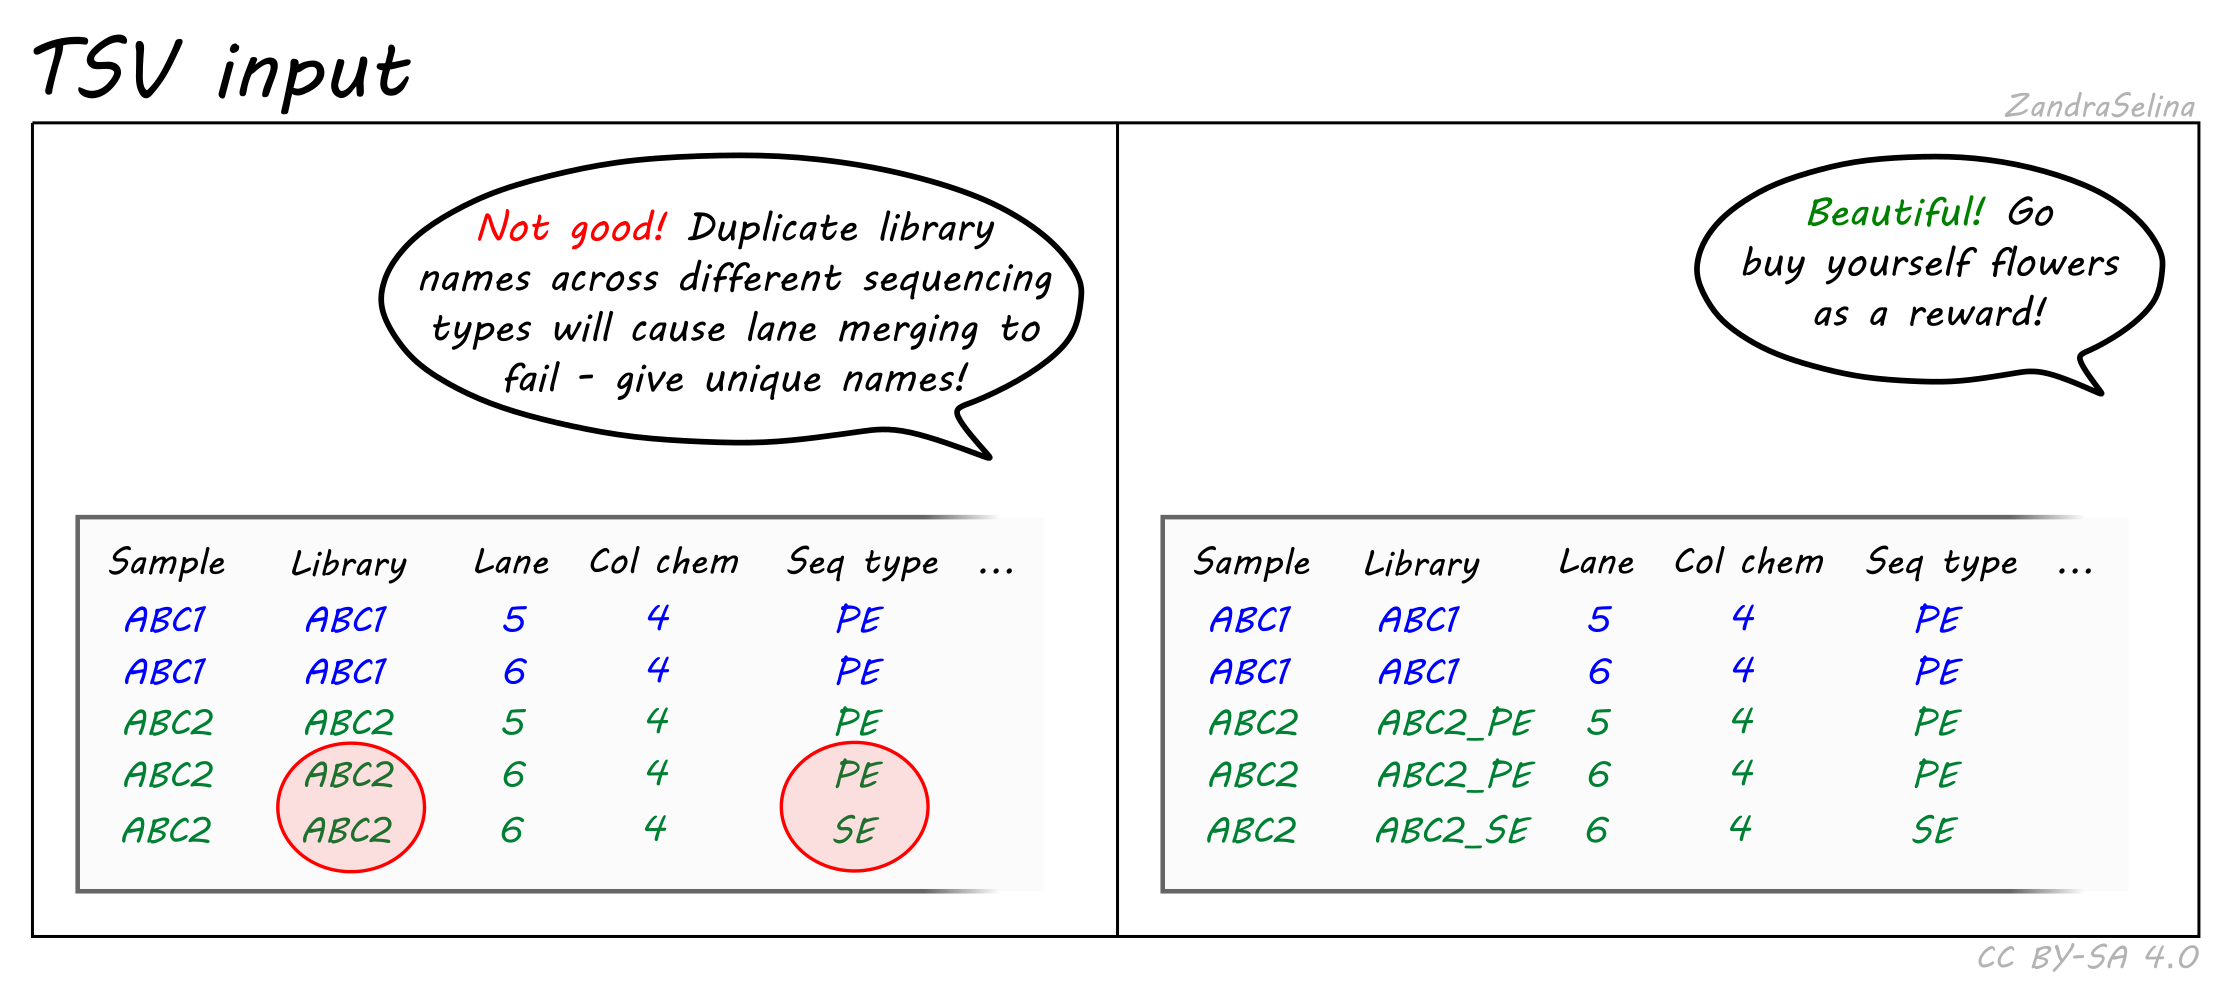 TSV input
ZandraSelina
Not good! Duplicate library
names across different sequencing
types will cause lane merging to
fail - give unique names!
Sample Library Lane Col chem Seq type ...
ABC1 ABC1 5 4 PE
ABC1 ABC1 6 4 PE
ABC2 ABC2 5 4 PE
ABC2 ABC2 6 4 PE
ABC2 ABC2 6 4 SE
Beautiful! Go
buy yourself flowers
as a reward!
Sample Library Lane Col chem Seq type ...
ABC1 ABC1 5 4 PE
ABC1 ABC1 6 4 PE
ABC2 ABC2_PE 5 4 PE
ABC2 ABC2_PE 6 4 PE
ABC2 ABC2_SE 6 4 SE
CC BY-SA 4.0